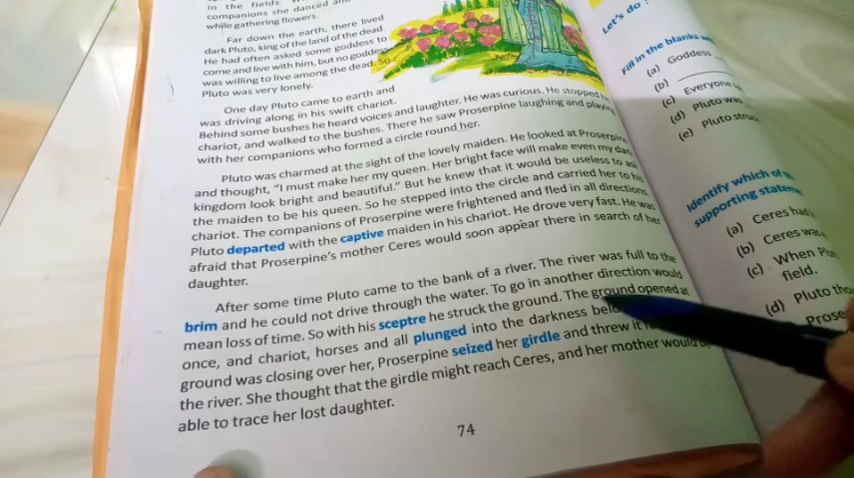 in the fields.
companions she danced and
while gathering flowers.
Far down the earth, there lived
dark Pluto, king of the land of the dead.
He had often asked some goddess to
come and live with him, but no goddess
was willing to live among the dead. So
Pluto was very lonely.
One day Pluto came to earth and
was driving along in his swift chariot.
Behind some bushes he heard voices and laughter. He was curious. He stopped
chariot, and walked to the bushes. There he saw Proserpine laughing and playing
with her companions who formed a circle round her.
Pluto was charmed at the sight of the lovely maiden. He looked at Proserpine
and thought, "I must make her my queen. Her bright face will make even my dark
kingdom look bright and beautiful." But he knew that it would be useless to
the maiden to be his queen. So he stepped into the circle and carried her to his
chariot. The companions of Proserpine were frightened and fled in all directions
Pluto departed with the captive maiden in his chariot. He drove very fast. He was
afraid that Proserpine's mother Ceres would soon appear there in search of her
daughter.
After some time Pluto came to the bank of a river. The river was full to the
brim and he could not drive through the water. To go in another direction would
mean loss of time. So with his sceptre he struck the ground. The ground opened at
once, and chariot, horses and all plunged into the darkness
ground was closing over her, Proserpine seized her girdle and threw it
the river. She thought that the girdle might reach Ceres, and her mother would
able to trace her lost daughter.
74
Let's do
Fill in the blanks
(a) Goddess
(b)
(c) Everyone
(d) Pluto was
(e) Pluto struc
Identify which of
supporting
(a) Ceres had
(b) Ceres was
(c) When
field.
(d) Pluto